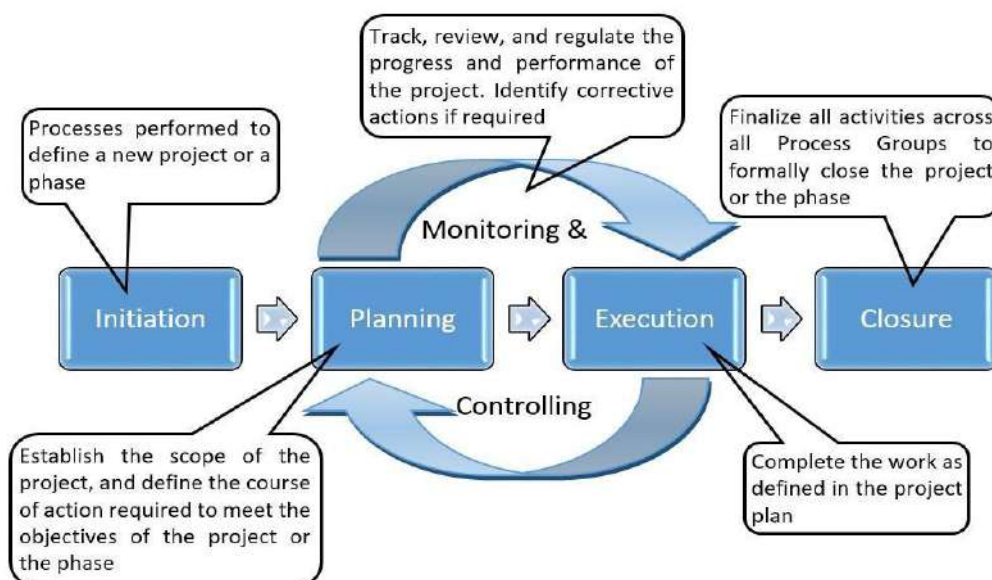 Track, review, and regulate the
progress and performance of
the project. Identify corrective
actions if required
Processes performed to
define a new project or a
phase
Finalize all activities across
all Process Groups to
formally close the project
or the phase
Monitoring &
Initiation
Planning
Execution
Closure
Controlling
Establish the scope of the
project, and define the course
of action required to meet the
objectives of the project or
the phase
Complete the work as
defined in the project
plan